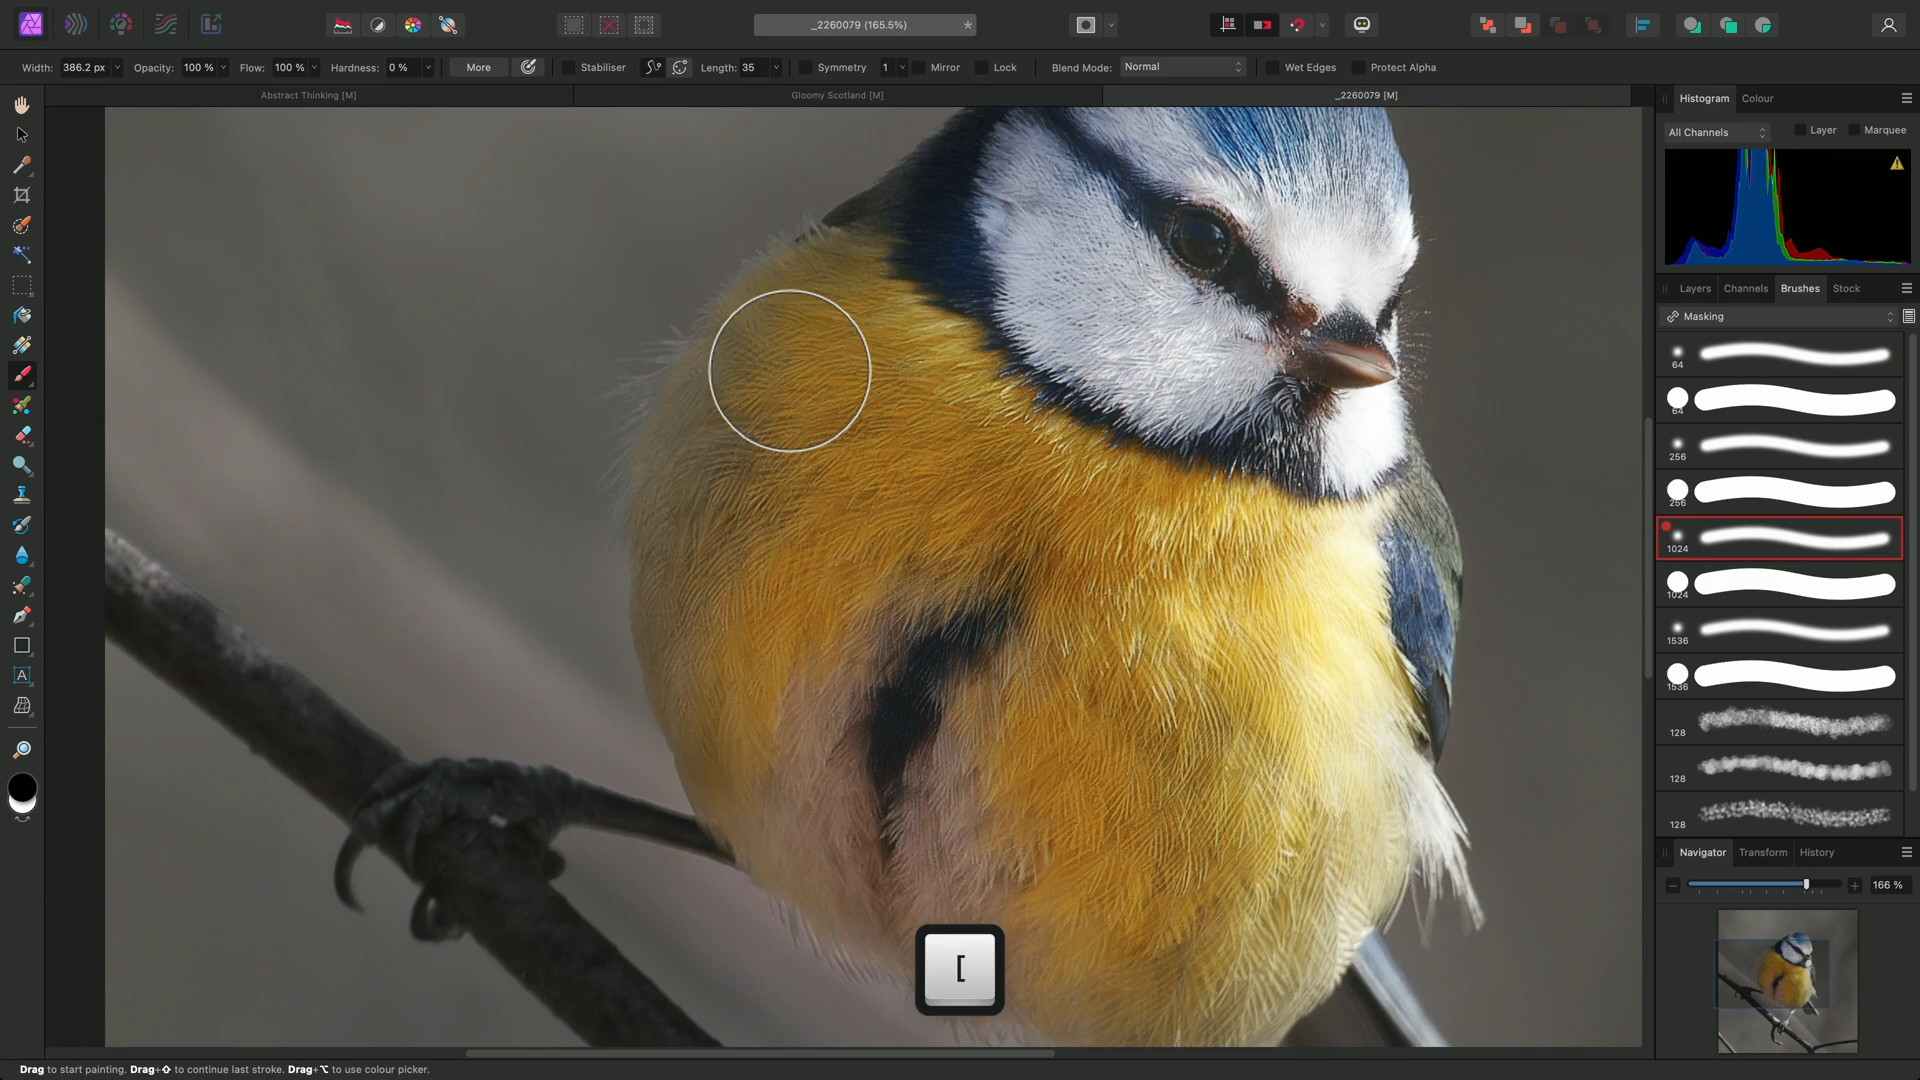 _2260079 (165.5%)
*
Width: 386.2 px
Opacity: 100 %
Flow: 100 %
Hardness: 0 %
More
Stabiliser
Length: 35
Symmetry
1
Mirror
Lock
Blend Mode: Normal
Wet Edges
Protect Alpha
Abstract Thinking [M]
Gloomy Scotland [M]
_2260079 [M]
Histogram
Colour
All Channels
Layer
Marquee
Layers
Channels
Brushes
Stock
Masking
64
64
256
256
1024
1024
1536
1536
128
128
128
A
[
Navigator
Transform
History
166 %
Drag to start painting. Drag+⇧ to continue last stroke. Drag+⌥ to use colour picker.